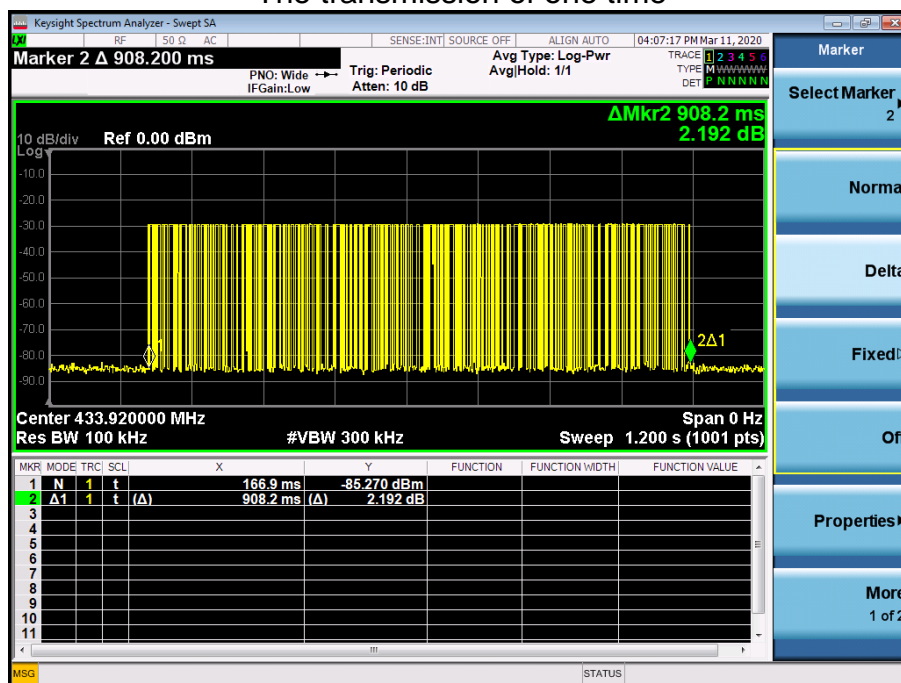 The transmission of one time
Keysight Spectrum Analyzer - Swept SA
LXI RF 50 Ω AC SENSE:INT SOURCE OFF ALIGN AUTO 04:07:17 PM Mar 11, 2020
Marker 2 Δ 908.200 ms
PNO: Wide
IFGain:Low
Trig: Periodic
Atten: 10 dB
Avg Type: Log-Pwr
Avg|Hold: 1/1
TRACE 1 2 3 4 5 6
TYPE M W W W W W
DET P N N N N N
ΔMkr2 908.2 ms
2.192 dB
10 dB/div Ref 0.00 dBm
Log
-10.0
-20.0
-30.0
-40.0
-50.0
-60.0
-70.0
-80.0
-90.0
1
2Δ1
Center 433.920000 MHz Span 0 Hz
Res BW 100 kHz #VBW 300 kHz Sweep 1.200 s (1001 pts)
MKR MODE TRC SCL X Y FUNCTION FUNCTION WIDTH FUNCTION VALUE
1 N 1 t 166.9 ms -85.270 dBm
2 Δ1 1 t (Δ) 908.2 ms (Δ) 2.192 dB
3
4
5
6
7
8
9
10
11
MSG STATUS
Marker
Select Marker
2
Norma
Delta
Fixed
Of
Properties
More
1 of 2